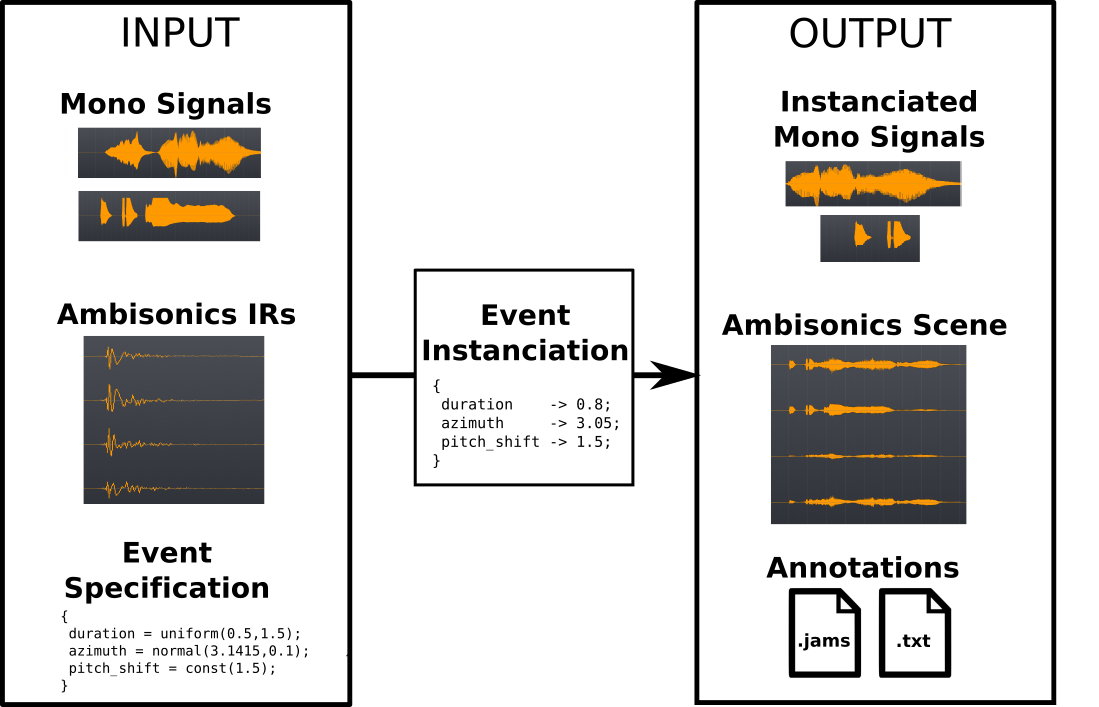 INPUT
Mono Signals
Ambisonics IRs
Event
Specification
{
duration = uniform(0.5,1.5);
azimuth = normal(3.1415,0.1);
pitch_shift = const(1.5);
}
Event
Instanciation
{
duration    -> 0.8;
azimuth     -> 3.05;
pitch_shift -> 1.5;
}
OUTPUT
Instanciated
Mono Signals
Ambisonics Scene
Annotations
.jams
.txt